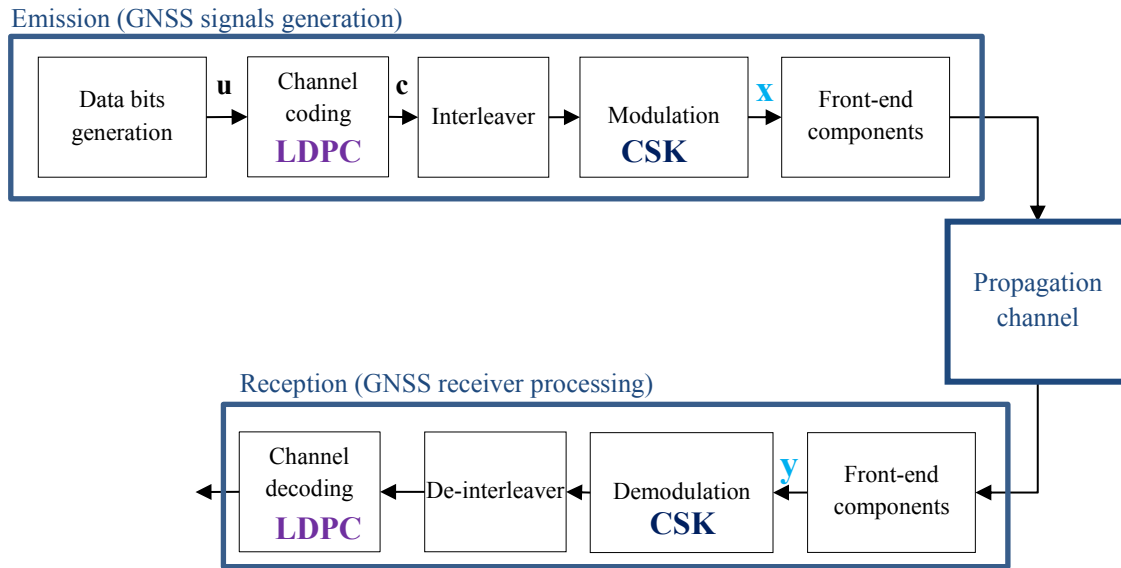 Emission (GNSS signals generation)
Data bits
generation
u
Channel
coding
LDPC
c
Interleaver
Modulation
CSK
x
Front-end
components
Propagation
channel
Reception (GNSS receiver processing)
Channel
decoding
LDPC
De-interleaver
Demodulation
CSK
y
Front-end
components